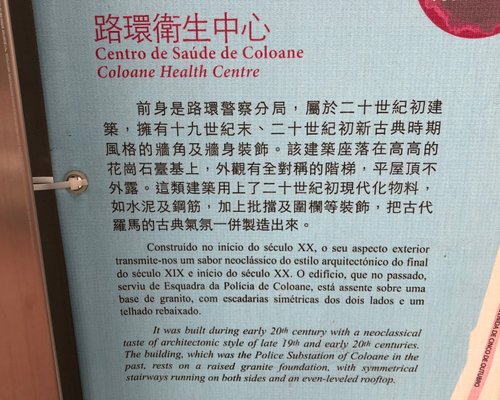 路環衛生中心
Centro de Saúde de Coloane
Coloane Health Centre
前身是路環警察分局，屬於二十世紀初建
築，擁有十九世紀末、二十世紀初新古典時期
風格的牆角及牆身裝飾。該建築座落在高高的
花崗石臺基上，外觀有全對稱的階梯，平屋頂不
外露。這類建築用上了二十世紀初現代化物料，
如水泥及鋼筋，加上批擋及圍欄等裝飾，把古代
羅馬的古典氣氛一併製造出來。
Construído no início do século XX, o seu aspecto exterior
transmite-nos um sabor neoclássico do estilo arquitectónico do final
do século XIX e início do século XX. O edifício, que no passado,
serviu de Esquadra da Polícia de Coloane, está assente sobre uma
base de granito, com escadarias simétricas dos dois lados e um
telhado rebaixado.
It was built during early 20th century with a neoclassical
taste of architectonic style of late 19th and early 20th centuries.
The building, which was the Police Substation of Coloane in the
past, rests on a raised granite foundation, with symmetrical
stairways running on both sides and an even-leveled rooftop.
DE CINCO DE OUTUBRO